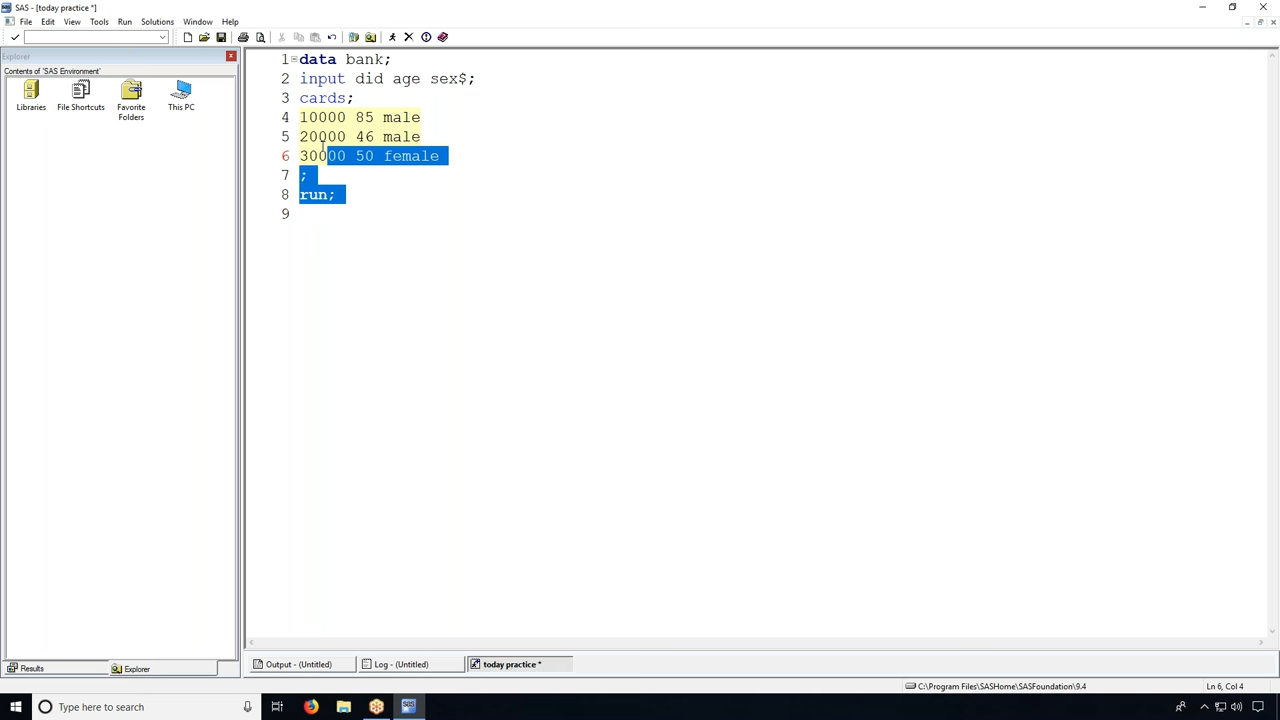 SAS - [today practice *]
File Edit View Tools Run Solutions Window Help
Explorer
Contents of 'SAS Environment'
Libraries File Shortcuts Favorite Folders This PC
1 data bank;
2 input did age sex$;
3 cards;
4 10000 85 male
5 20000 46 male
6 30000 50 female
7 ;
8 run;
9
Results Explorer
Output - (Untitled) Log - (Untitled) today practice *
C:\Program Files\SASHome\SASFoundation\9.4 Ln 6, Col 4
Type here to search